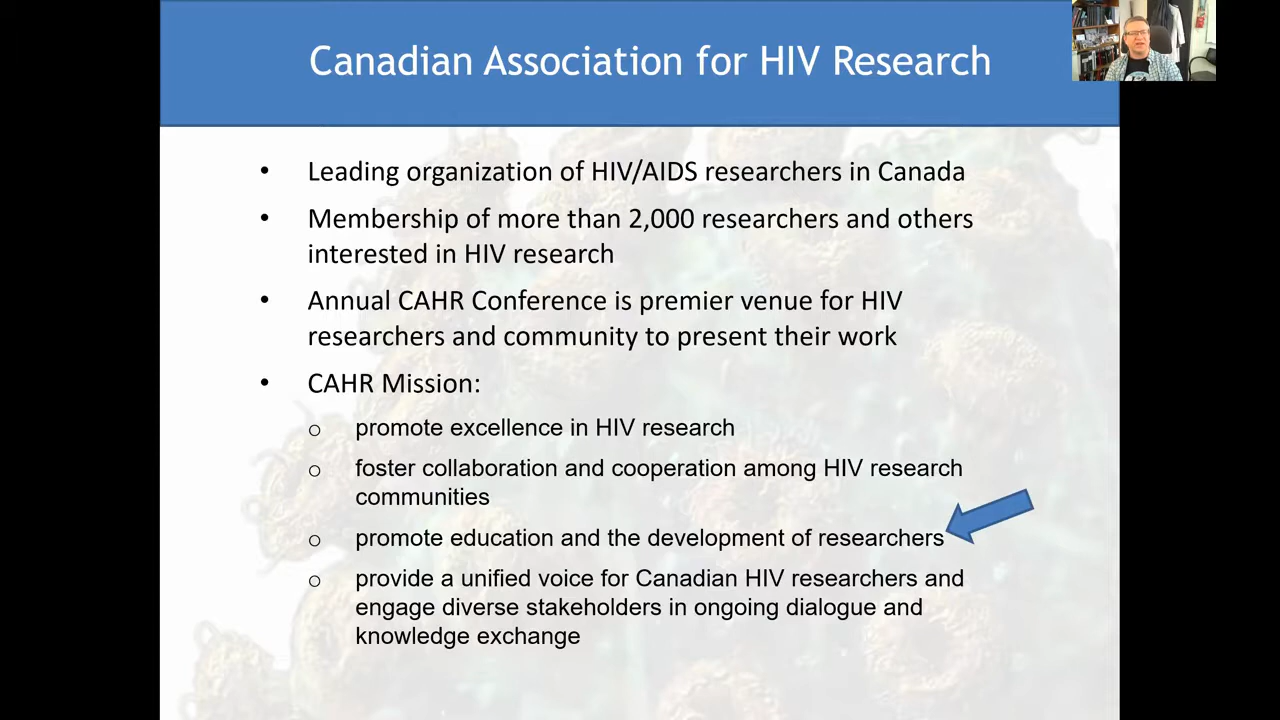 Canadian Association for HIV Research
• Leading organization of HIV/AIDS researchers in Canada
• Membership of more than 2,000 researchers and others
interested in HIV research
• Annual CAHR Conference is premier venue for HIV
researchers and community to present their work
• CAHR Mission:
o promote excellence in HIV research
o foster collaboration and cooperation among HIV research
communities
o promote education and the development of researchers
o provide a unified voice for Canadian HIV researchers and
engage diverse stakeholders in ongoing dialogue and
knowledge exchange